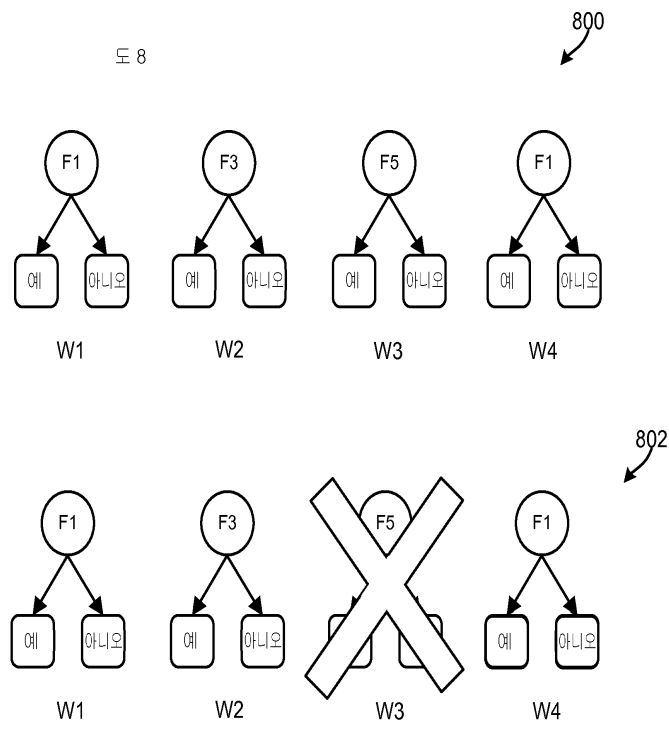 800
도 8
F1 F3 F5 F1
예 아니오 예 아니오 예 아니오 예 아니오
W1 W2 W3 W4
802
F1 F3 F5 F1
예 아니오 예 아니오 예 아니오
W1 W2 W3 W4